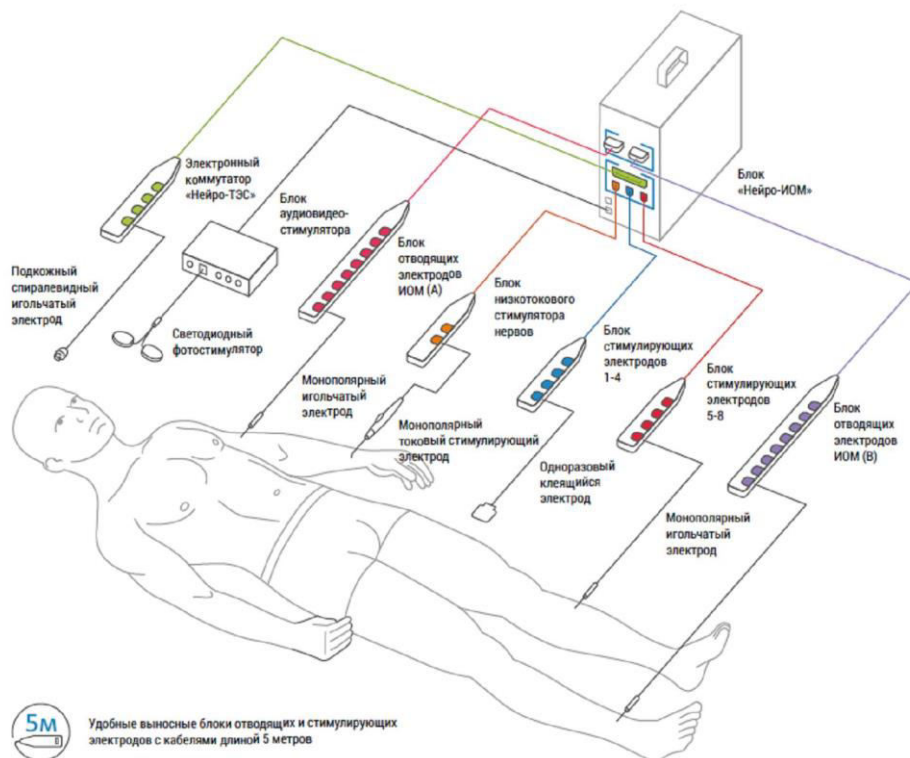 Электронный
коммутатор
«Нейро-ТЭС»
Блок
аудиовидео-
стимулятора
Блок
«Нейро-ИОМ»
Подкожный
спиралевидный
игольчатый
электрод
Светодиодный
фотостимулятор
Блок
отводящих
электродов
ИОМ (А)
Блок
низкотокового
стимулятора
нервов
Монополярный
игольчатый
электрод
Блок
стимулирующих
электродов
1-4
Блок
стимулирующих
электродов
5-8
Блок
отводящих
электродов
ИОМ (В)
Монополярный
токовый стимулирующий
электрод
Одноразовый
клеящийся
электрод
Монополярный
игольчатый
электрод
5м
Удобные выносные блоки отводящих и стимулирующих
электродов с кабелями длиной 5 метров